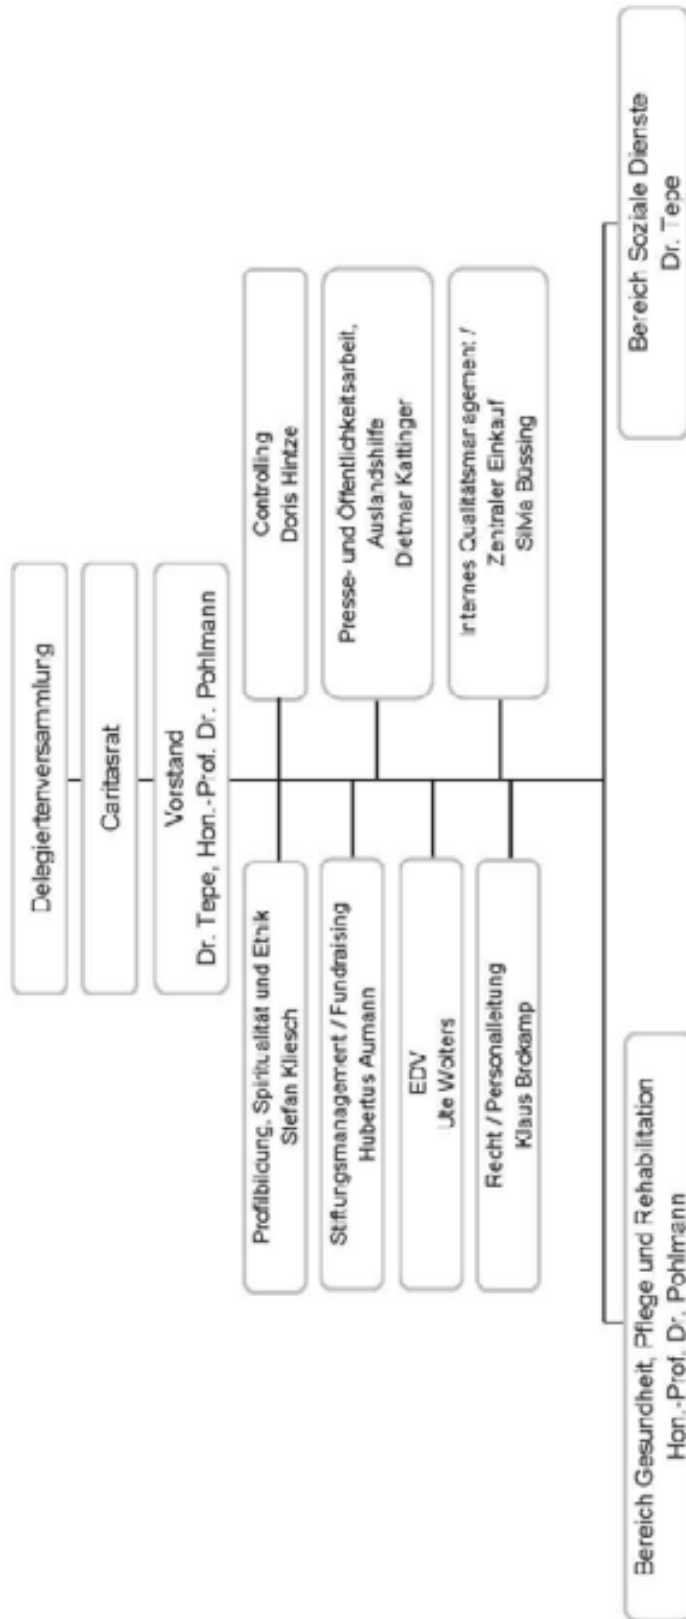 Delegiertenversammlung
Caritasrat
Vorstand
Dr. Tepe, Hon.-Prof. Dr. Pohlmann
Profilbildung, Spiritualität und Ethik
Stefan Kliesch
Controlling
Doris Hintze
Stiftungsmanagement / Fundraising
Hubertus Aumann
Presse- und Öffentlichkeitsarbeit,
Auslandshilfe
Dietmar Kattinger
EDV
Ute Wolters
Internes Qualitätsmanagement /
Zentraler Einkauf
Silvia Büssing
Recht / Personalleitung
Klaus Brokamp
Bereich Gesundheit, Pflege und Rehabilitation
Hon.-Prof. Dr. Pohlmann
Bereich Soziale Dienste
Dr. Tepe